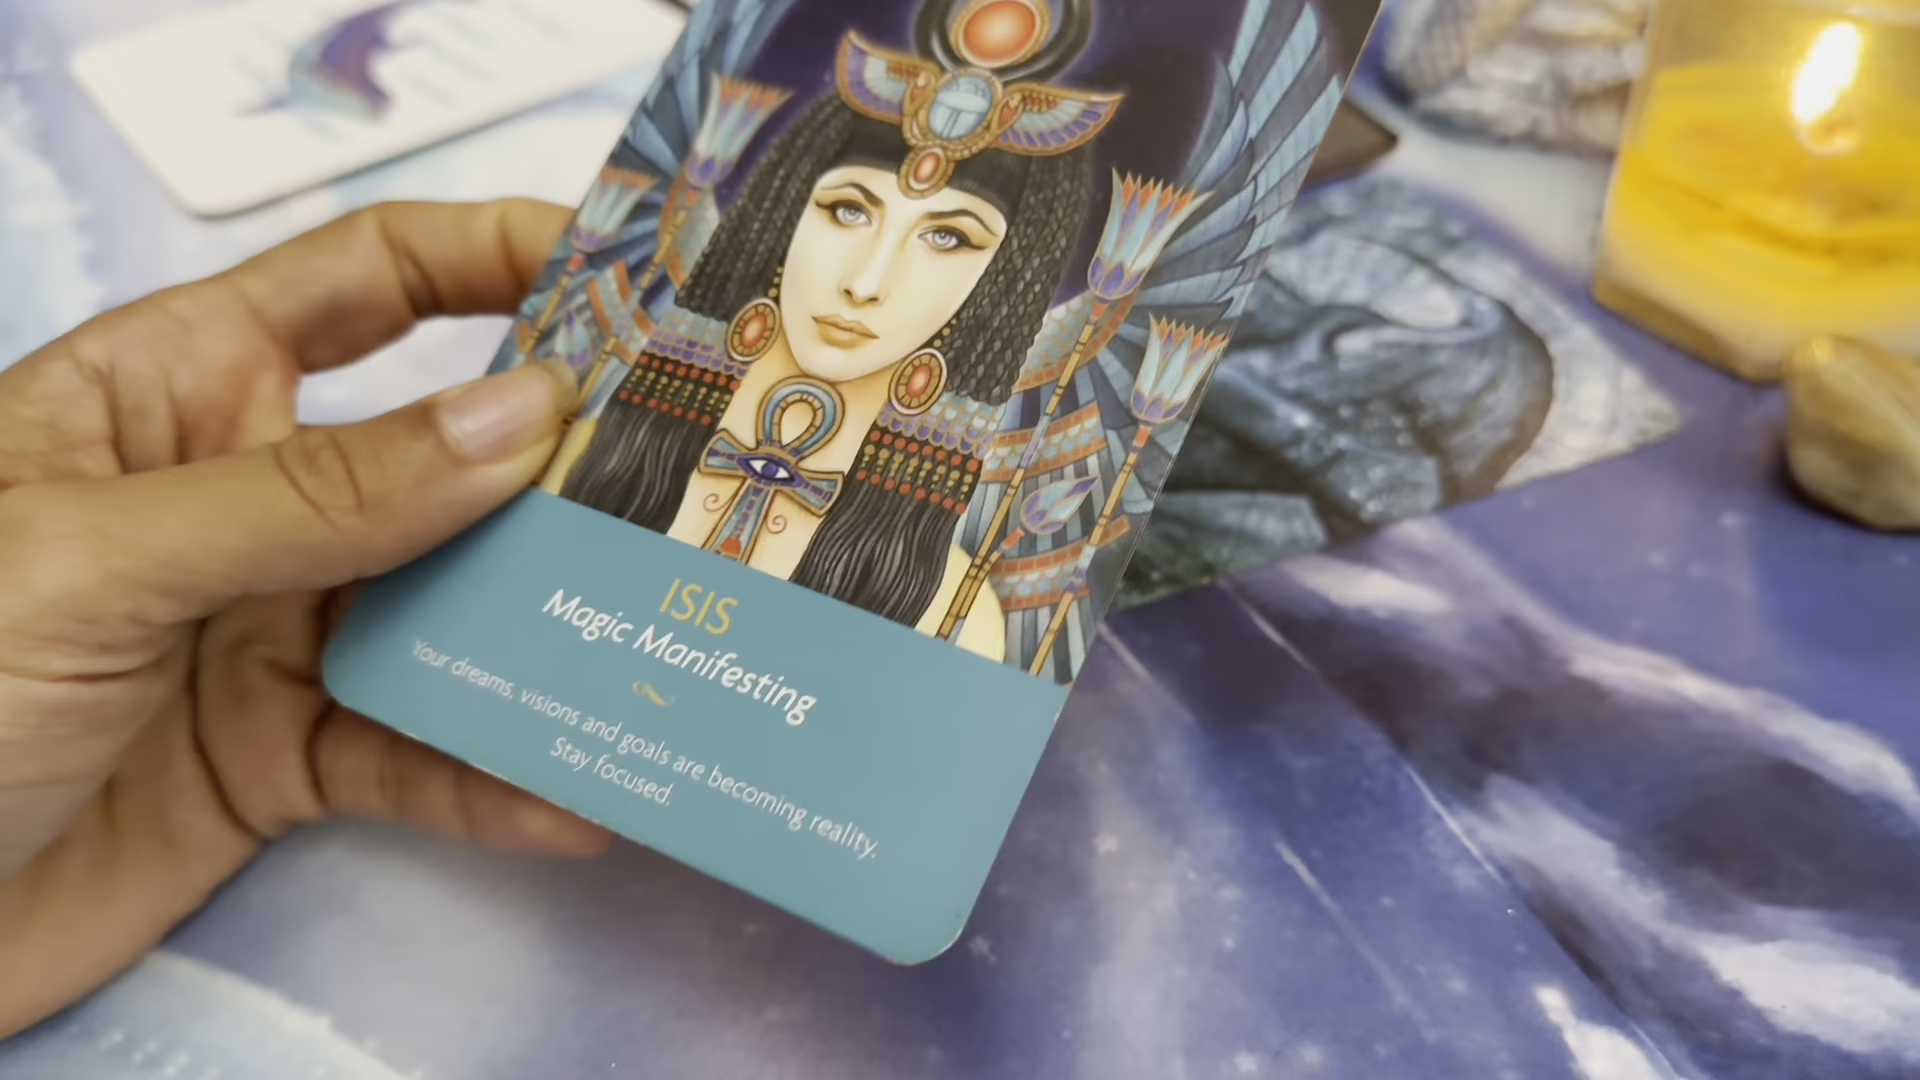 ISIS
Magic Manifesting
Your dreams, visions and goals are becoming reality.
Stay focused.